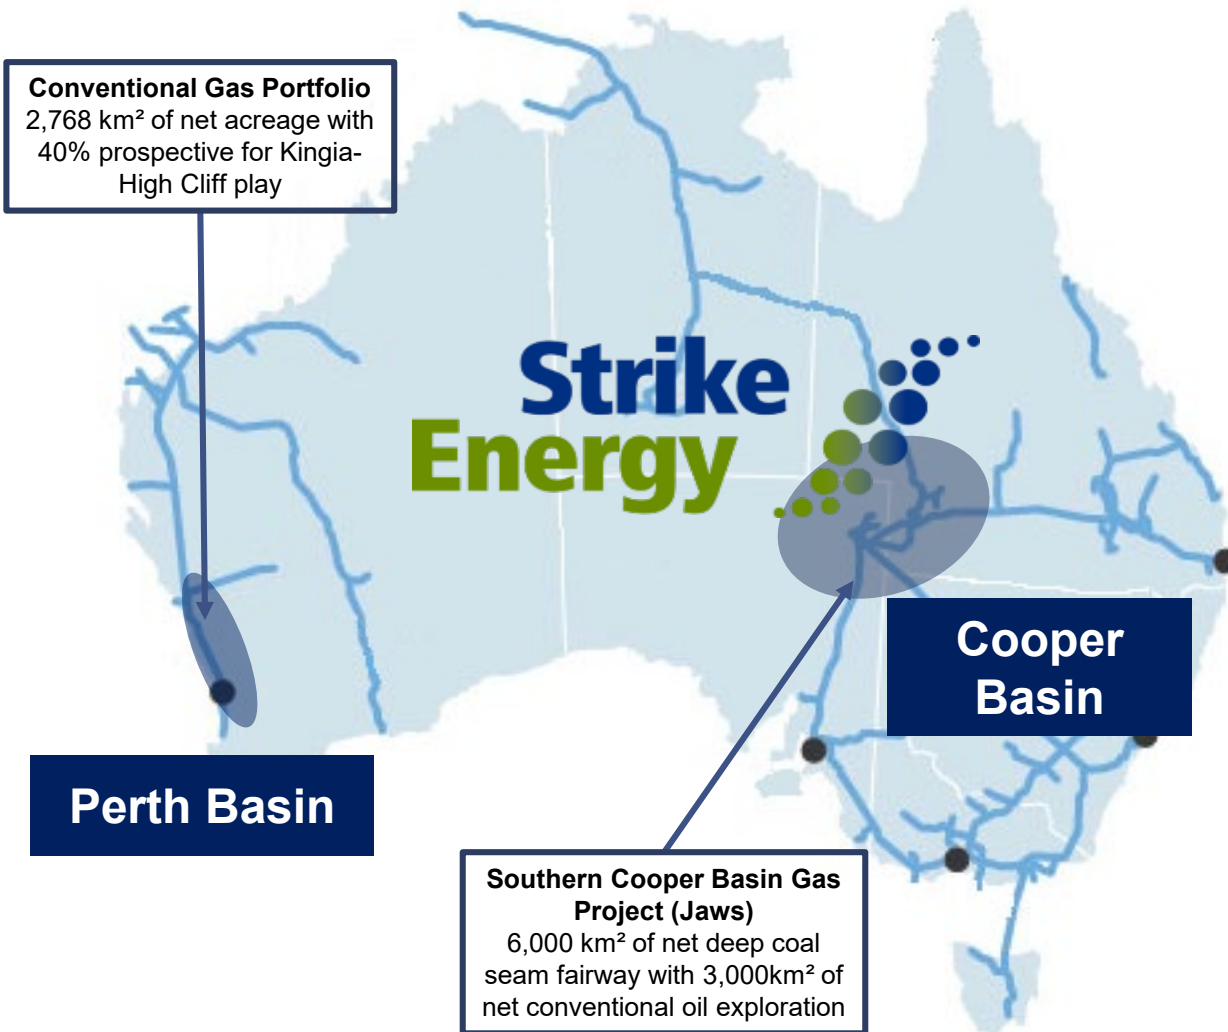 Conventional Gas Portfolio
2,768 km² of net acreage with
40% prospective for Kingia-
High Cliff play
Strike
Energy
Cooper
Basin
Perth Basin
Southern Cooper Basin Gas
Project (Jaws)
6,000 km² of net deep coal
seam fairway with 3,000km² of
net conventional oil exploration